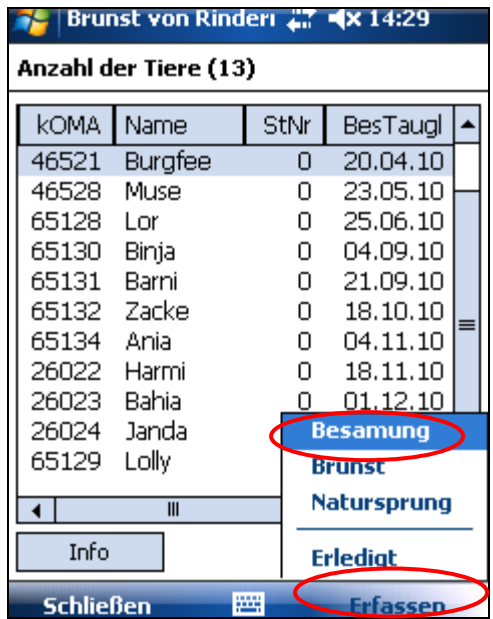 Brunst von Rindern 14:29
Anzahl der Tiere (13)
kOMA Name StNr BesTaugl
46521 Burgfee 0 20.04.10
46528 Muse 0 23.05.10
65128 Lor 0 25.06.10
65130 Binja 0 04.09.10
65131 Barni 0 21.09.10
65132 Zacke 0 18.10.10
65134 Ania 0 04.11.10
26022 Harmi 0 18.11.10
26023 Bahia 0 01.12.10
26024 Janda
65129 Lolly
Besamung
Brunst
Natursprung
Erledigt
Info
Schließen Erfassen